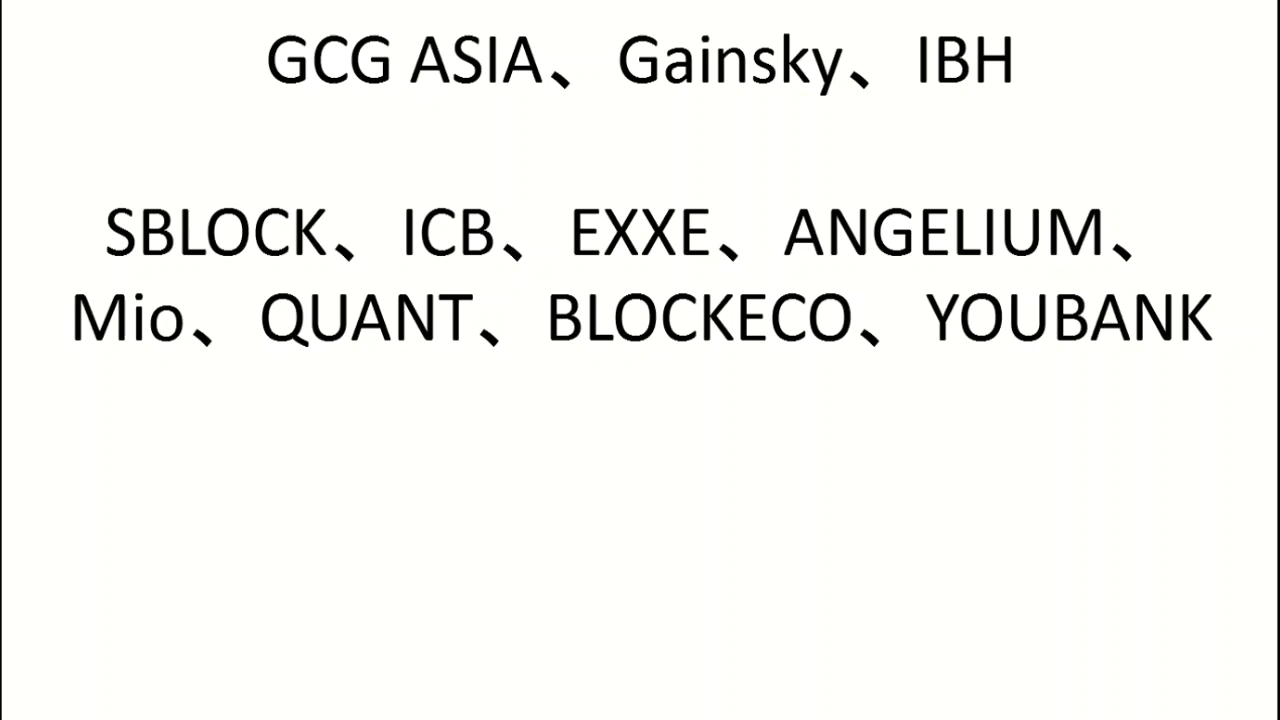 GCG ASIA、Gainsky、IBH
SBLOCK、ICB、EXXE、ANGELIUM、
Mio、QUANT、BLOCKECO、YOUBANK